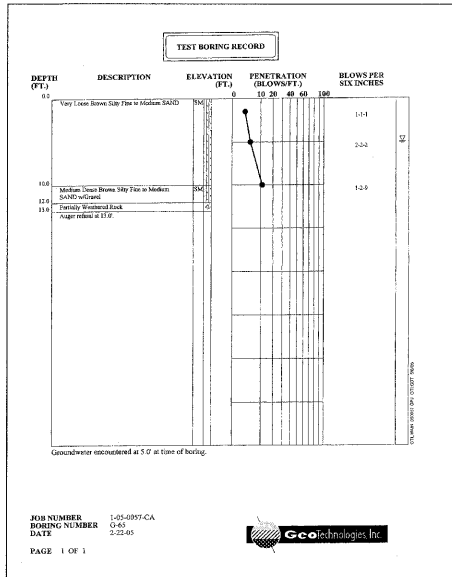 TEST BORING RECORD
DEPTH (FT.) DESCRIPTION ELEVATION (FT.) PENETRATION (BLOWS/FT.) BLOWS PER SIX INCHES
0.0 0 10 20 40 60 100
Very Loose Brown Silty Fine to Medium SAND SM
1-1-1
2-2-2
10.0 1-2-9
Medium Dense Brown Silty Fine to Medium SM
SAND w/Gravel
12.0
Partially Weathered Rock
13.0
Auger refusal at 13.0'.
Groundwater encountered at 5.0' at time of boring.
JOB NUMBER 1-05-0057-CA
BORING NUMBER G-65
DATE 2-22-05
PAGE 1 OF 1
GeoTechnologies, Inc.